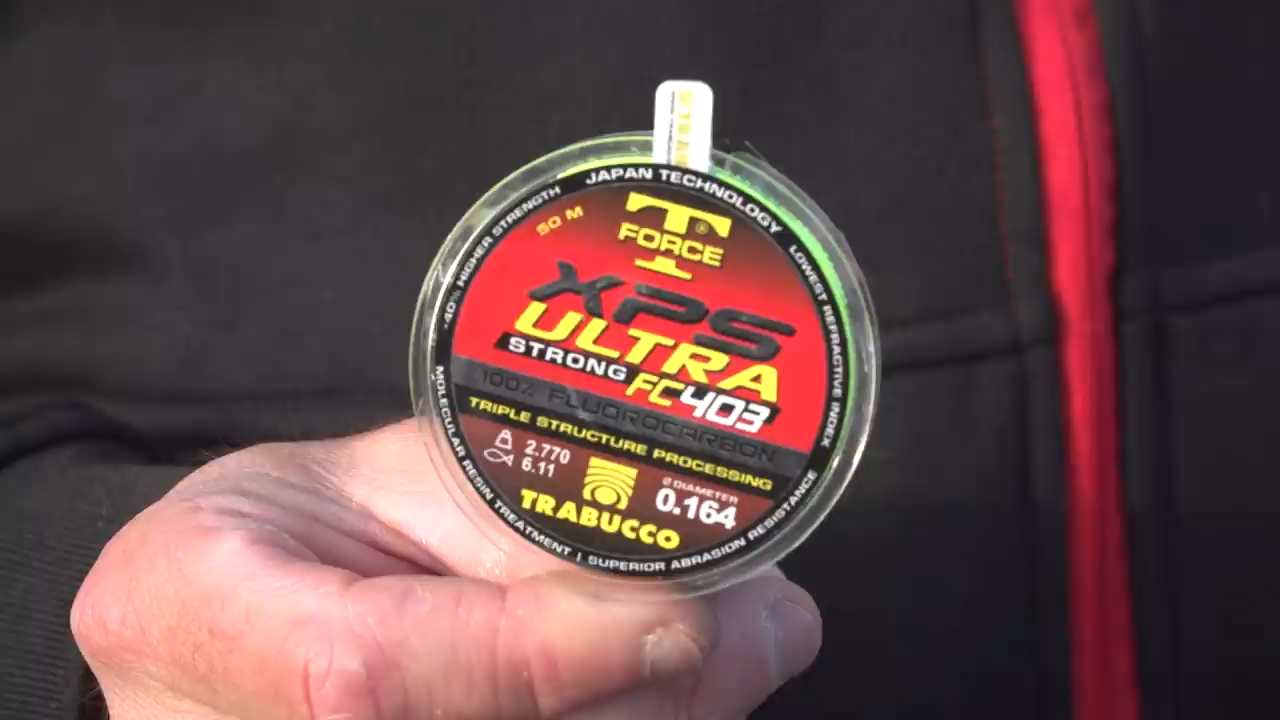 JAPAN TECHNOLOGY
LOWEST REFRACTIVE INDEX
SUPERIOR ABRASION RESISTANCE
MOLECULAR RESIN TREATMENT |
40% HIGHER STRENGTH
50 M
T®
FORCE
XPS
ULTRA
STRONG FC403
100% FLUOROCARBON
TRIPLE STRUCTURE PROCESSING
2.770
6.11
Ø DIAMETER
0.164
TRABUCCO